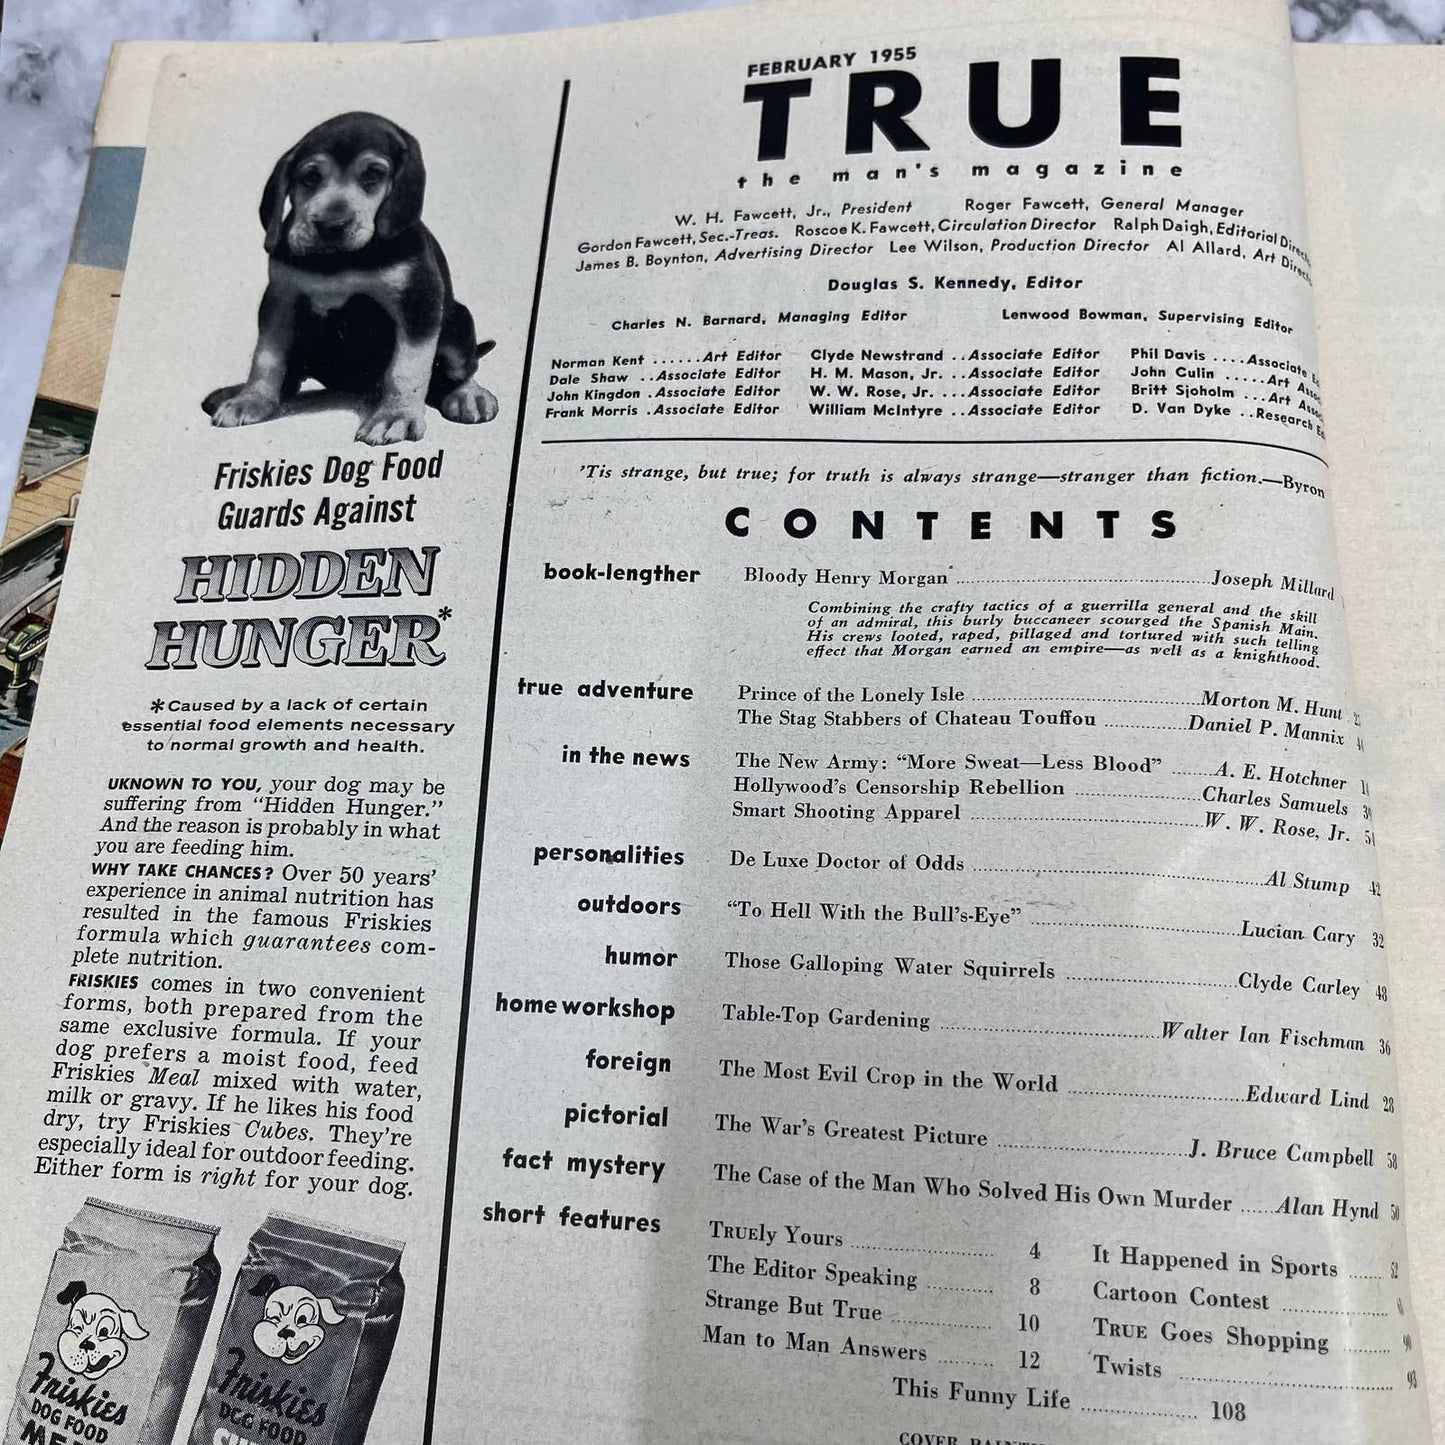 Friskies Dog Food
Guards Against
HIDDEN
HUNGER*
*Caused by a lack of certain
essential food elements necessary
to normal growth and health.
UKNOWN TO YOU, your dog may be
suffering from "Hidden Hunger."
And the reason is probably in what
you are feeding him.
WHY TAKE CHANCES? Over 50 years'
experience in animal nutrition has
resulted in the famous Friskies
formula which guarantees com-
plete nutrition.
FRISKIES comes in two convenient
forms, both prepared from the
same exclusive formula. If your
dog prefers a moist food, feed
Friskies Meal mixed with water,
milk or gravy. If he likes his food
dry, try Friskies Cubes. They're
especially ideal for outdoor feeding.
Either form is right for your dog.
Friskies
DOG FOOD
Friskies
DOG FOOD
FEBRUARY 1955
TRUE
the man's magazine
W. H. Fawcett, Jr., President Roger Fawcett, General Manager
Gordon Fawcett, Sec.-Treas. Roscoe K. Fawcett, Circulation Director Ralph Daigh, Editorial
James B. Boynton, Advertising Director Lee Wilson, Production Director Al Allard, Art
Douglas S. Kennedy, Editor
Charles N. Barnard, Managing Editor Lenwood Bowman, Supervising Editor
Norman Kent ......Art Editor Clyde Newstrand ..Associate Editor Phil Davis ....Associate
Dale Shaw ..Associate Editor H. M. Mason, Jr. ...Associate Editor John Culin .....Art
John Kingdon .Associate Editor W. W. Rose, Jr. ....Associate Editor Britt Sjoholm ...Art
Frank Morris .Associate Editor William McIntyre ..Associate Editor D. Van Dyke ..Research
'Tis strange, but true; for truth is always strange—stranger than fiction.—Byron
CONTENTS
book-lengther Bloody Henry Morgan Joseph Millard
Combining the crafty tactics of a guerrilla general and the skill
of an admiral, this burly buccaneer scourged the Spanish Main.
His crews looted, raped, pillaged and tortured with such telling
effect that Morgan earned an empire—as well as a knighthood.
true adventure Prince of the Lonely Isle Morton M. Hunt
The Stag Stabbers of Chateau Touffou Daniel P. Mannix
in the news The New Army: "More Sweat—Less Blood" A. E. Hotchner
Hollywood's Censorship Rebellion Charles Samuels
Smart Shooting Apparel W. W. Rose, Jr.
personalities De Luxe Doctor of Odds Al Stump 42
outdoors "To Hell With the Bull's-Eye" Lucian Cary 32
humor Those Galloping Water Squirrels Clyde Carley 48
home workshop Table-Top Gardening Walter Ian Fischman 36
foreign The Most Evil Crop in the World Edward Lind 28
pictorial The War's Greatest Picture J. Bruce Campbell 58
fact mystery The Case of the Man Who Solved His Own Murder Alan Hynd 50
short features TRUEly Yours 4 It Happened in Sports 52
The Editor Speaking 8 Cartoon Contest
Strange But True 10 TRUE Goes Shopping 90
Man to Man Answers 12 Twists 93
This Funny Life 108
COVER